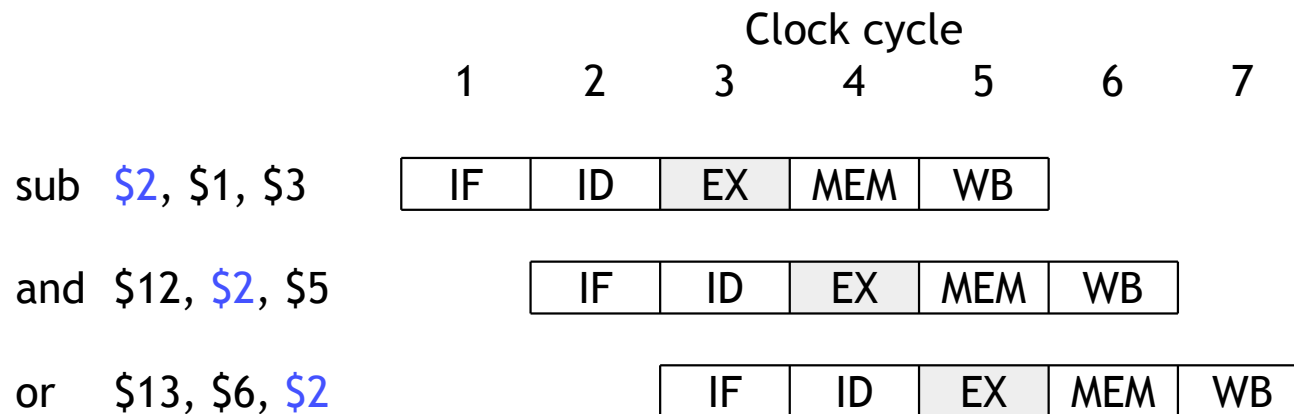 Clock cycle
1 2 3 4 5 6 7
sub $2, $1, $3 IF ID EX MEM WB
and $12, $2, $5 IF ID EX MEM WB
or $13, $6, $2 IF ID EX MEM WB